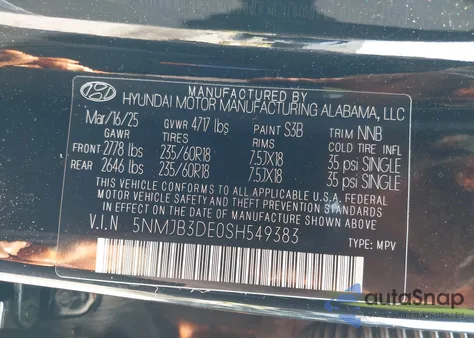 MANUFACTURED BY
HYUNDAI MOTOR MANUFACTURING ALABAMA, LLC
Mar/16/25 GVWR 4717 lbs PAINT S3B TRIM NNB
GAWR TIRES RIMS COLD TIRE INFL
FRONT 2778 lbs 235/60R18 7.5JX18 35 psi SINGLE
REAR 2646 lbs 235/60R18 7.5JX18 35 psi SINGLE
THIS VEHICLE CONFORMS TO ALL APPLICABLE U.S.A. FEDERAL
MOTOR VEHICLE SAFETY AND THEFT PREVENTION STANDARDS
IN EFFECT ON THE DATE OF MANUFACTURE SHOWN ABOVE.
V.I.N 5NMJB3DE0SH549383
TYPE: MPV
autoSnap